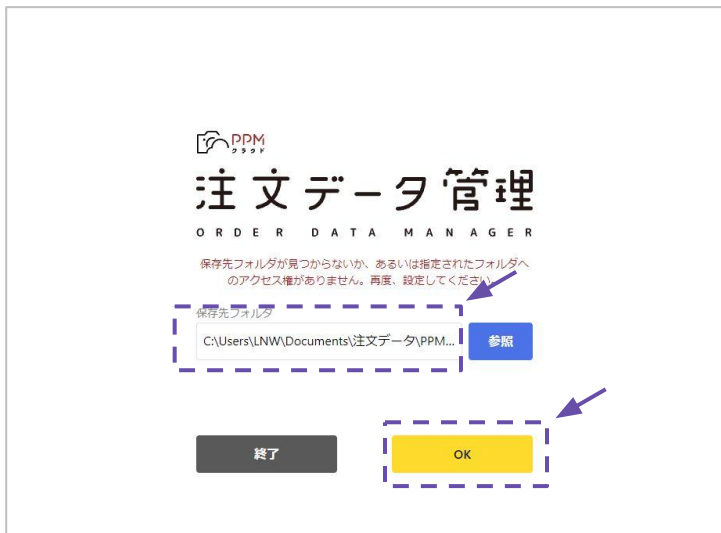 PPM
クラウド
注文データ管理
ORDER DATA MANAGER
保存先フォルダが見つからないか、あるいは指定されたフォルダへ
のアクセス権がありません。再度、設定してください。
保存先フォルダ
C:\Users\LNW\Documents\注文データ\PPM... 参照
終了 OK